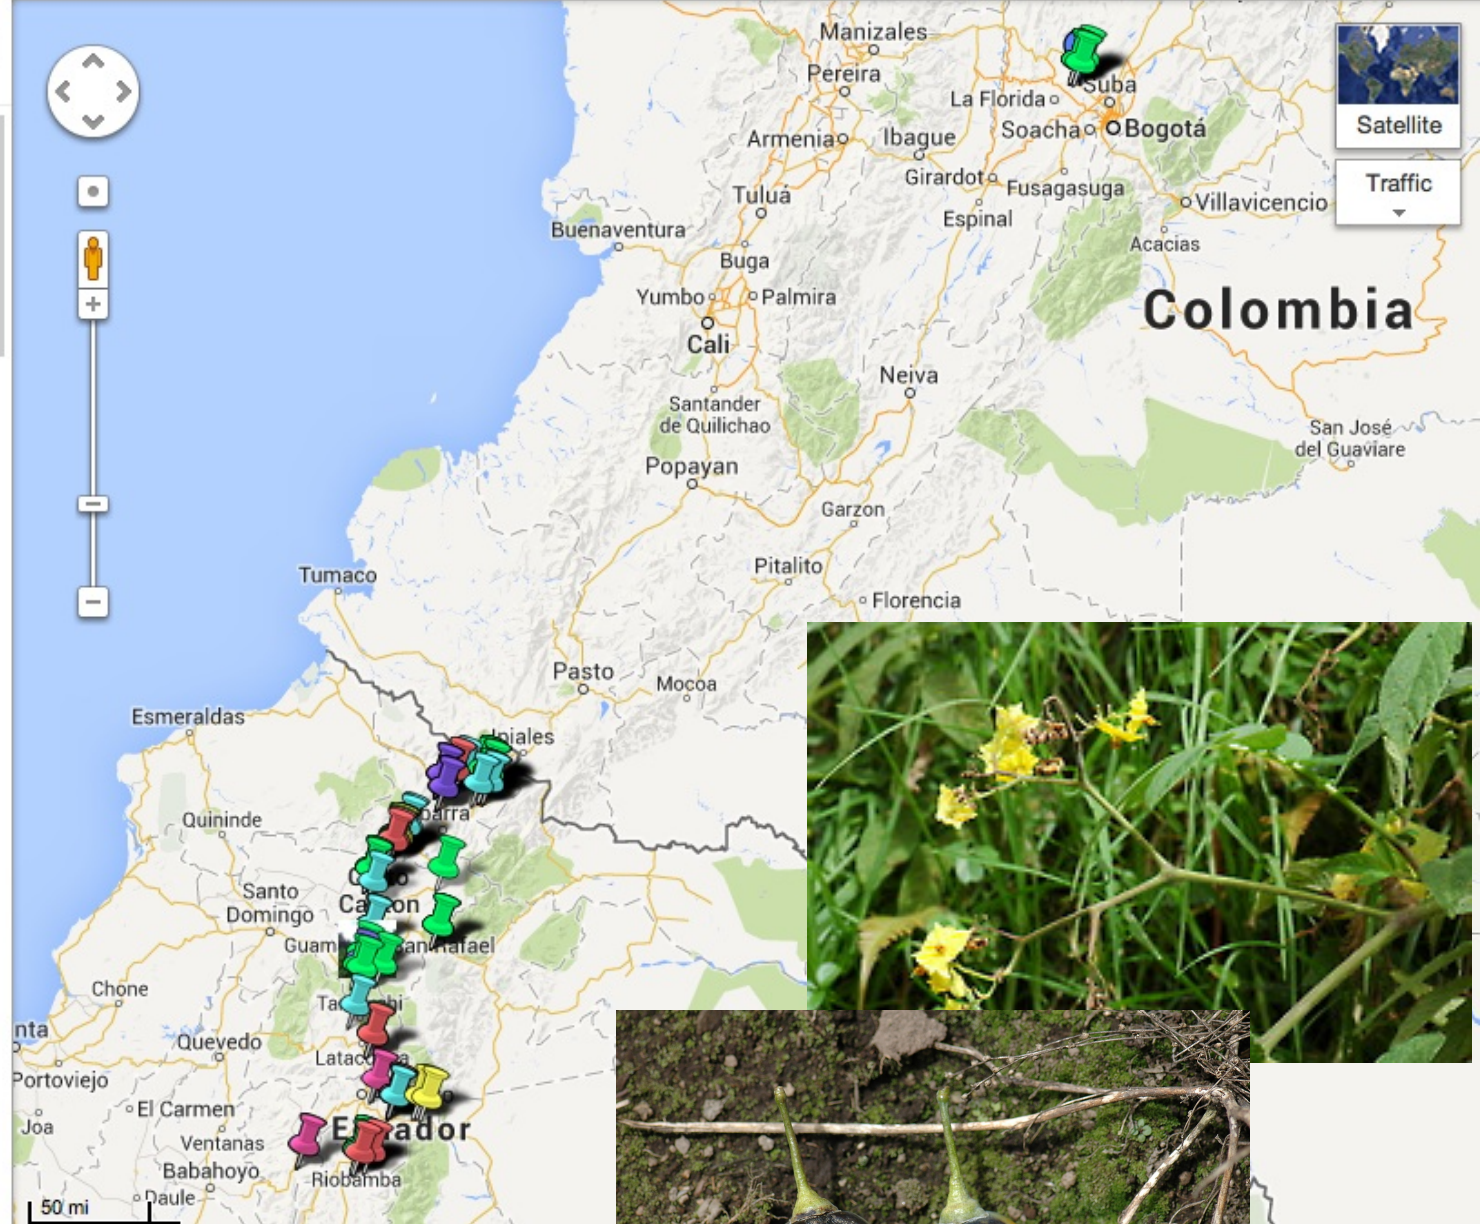 Manizales
Pereira
Suba
La Florida
Satellite
Soacha
Bogotá
Armenia
Ibague
Girardot
Fusagasuga
Traffic
Tuluá
Villavicencio
Espinal
Buenaventura
Acacias
Buga
Yumbo
Palmira
Colombia
Cali
Neiva
Santander
de Quilichao
San José
del Guaviare
Popayan
Garzon
Pitalito
Tumaco
Florencia
Pasto
Mocoa
Esmeraldas
Quininde
Santo
Domingo
Chone
nta
Quevedo
Portoviejo
El Carmen
Joa
Ventanas
Babahoyo
Riobamba
Daule
50 mi